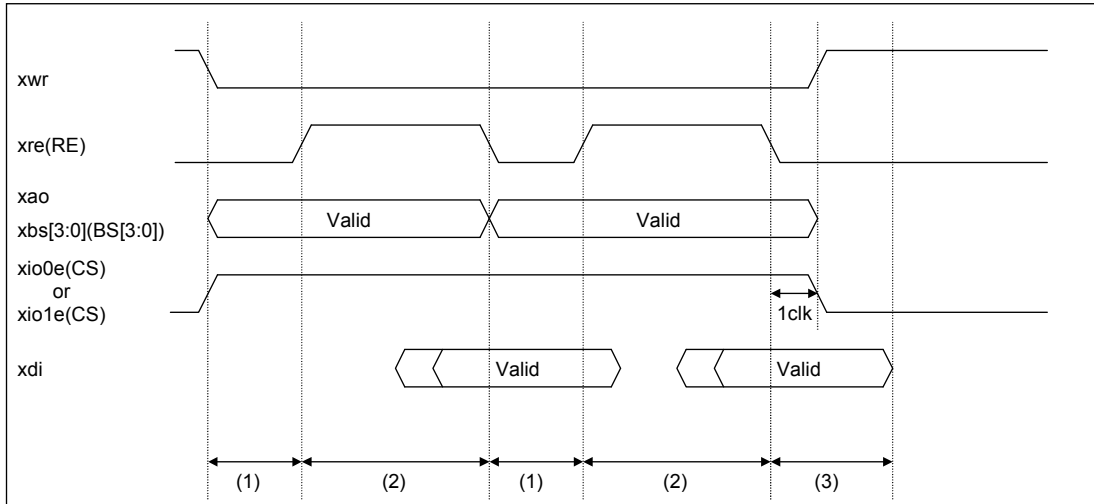 xwr
xre(RE)
xao
xbs[3:0](BS[3:0])
Valid
Valid
xio0e(CS)
or
xio1e(CS)
1clk
xdi
Valid
Valid
(1)
(2)
(1)
(2)
(3)